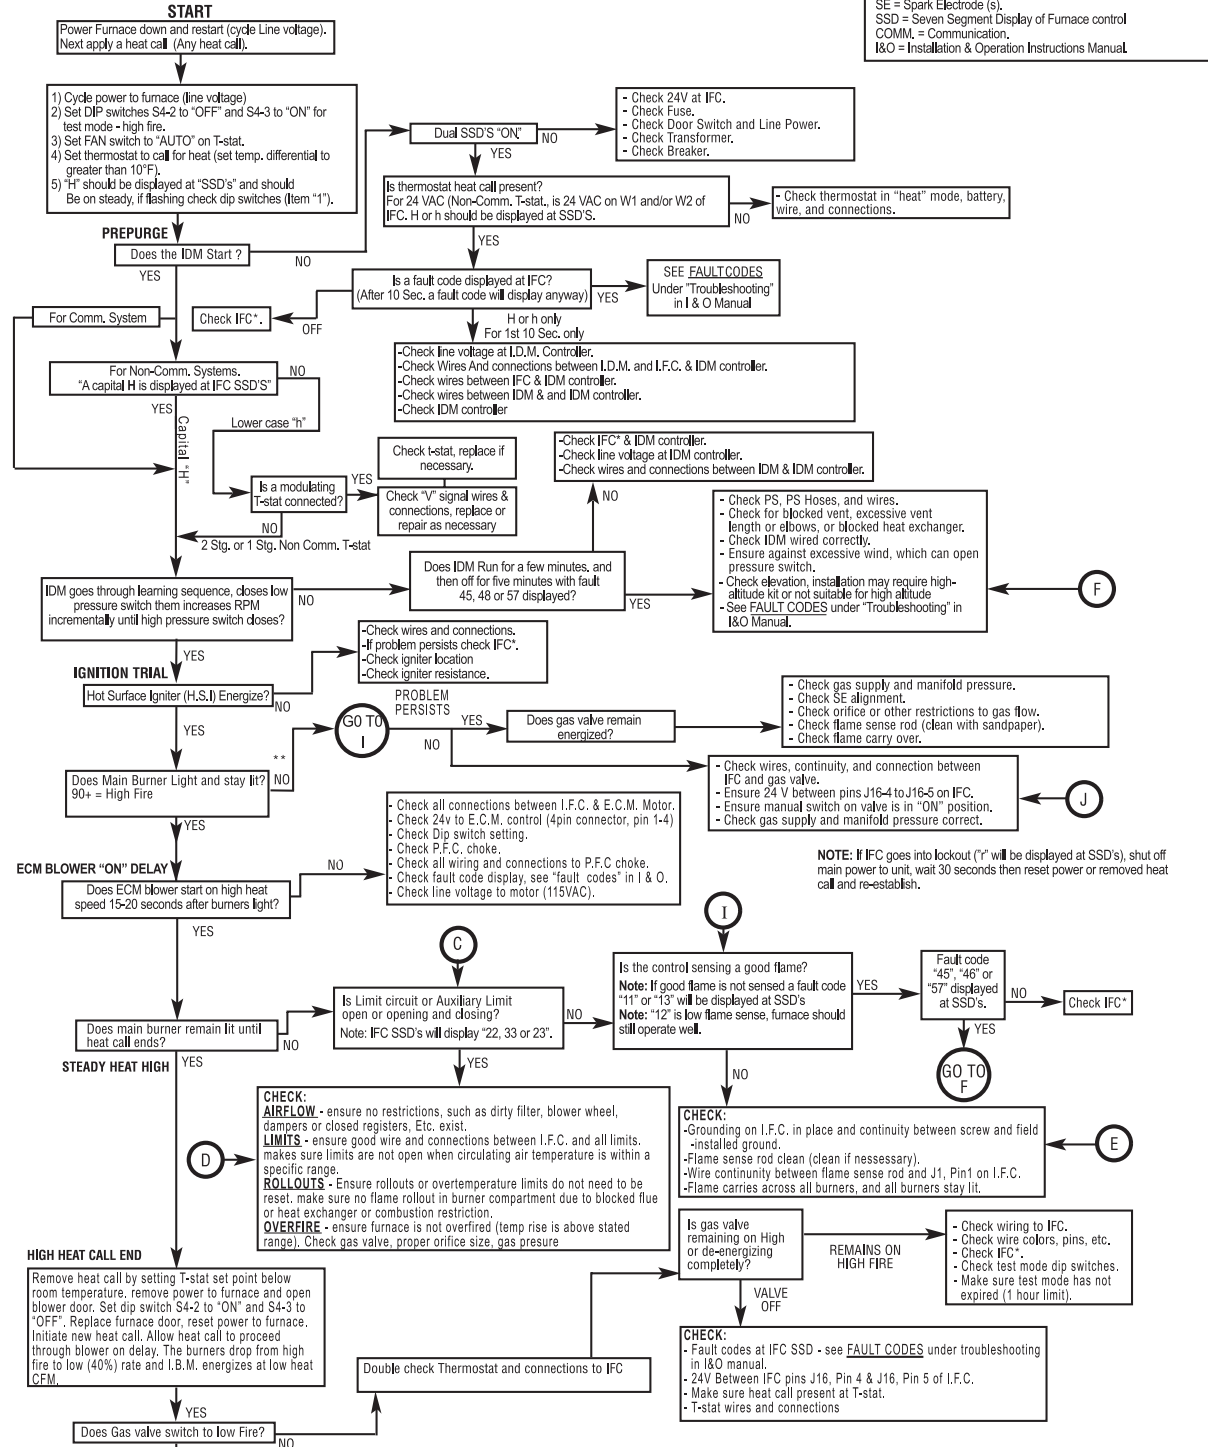 SE = Spark Electrode (s).
SSD = Seven Segment Display of Furnace control
COMM. = Communication.
I&O = Installation & Operation Instructions Manual.
START
Power Furnace down and restart (cycle Line voltage).
Next apply a heat call (Any heat call).
1) Cycle power to furnace (line voltage)
2) Set DIP switches S4-2 to “OFF” and S4-3 to “ON” for
test mode - high fire.
3) Set FAN switch to “AUTO” on T-stat.
4) Set thermostat to call for heat (set temp. differential to
greater than 10°F).
5) “H” should be displayed at “SSD’s” and should
Be on steady, if flashing check dip switches (Item “1”).
Dual SSD’S “ON”
NO
YES
- Check 24V at IFC.
- Check Fuse.
- Check Door Switch and Line Power.
- Check Transformer.
- Check Breaker.
Is thermostat heat call present?
For 24 VAC (Non-Comm. T-stat., is 24 VAC on W1 and/or W2 of
IFC. H or h should be displayed at SSD’S.
NO
YES
- Check thermostat in “heat” mode, battery,
wire, and connections.
PREPURGE
Does the IDM Start ?
NO
YES
Is a fault code displayed at IFC?
(After 10 Sec. a fault code will display anyway)
YES
OFF
SEE FAULTCODES
Under "Troubleshooting"
in I & O Manual
Check IFC*.
H or h only
For 1st 10 Sec. only
For Comm. System
-Check line voltage at I.D.M. Controller.
-Check Wires And connections between I.D.M. and I.F.C. & IDM controller.
-Check wires between IFC & IDM controller.
-Check wires between IDM & and IDM controller.
-Check IDM controller
For Non-Comm. Systems.
“A capital H is displayed at IFC SSD’S”
NO
YES
Capital “H”
Lower case “h”
Is a modulating
T-stat connected?
YES
NO
Check t-stat, replace if
necessary.
Check “V” signal wires &
connections, replace or
repair as necessary
2 Stg. or 1 Stg. Non Comm. T-stat
-Check IFC* & IDM controller.
-Check line voltage at IDM controller.
-Check wires and connections between IDM & IDM controller.
NO
IDM goes through learning sequence, closes low
pressure switch them increases RPM
incrementally until high pressure switch closes?
NO
YES
Does IDM Run for a few minutes, and
then off for five minutes with fault
45, 48 or 57 displayed?
YES
- Check PS, PS Hoses, and wires.
- Check for blocked vent, excessive vent
length or elbows, or blocked heat exchanger.
- Check IDM wired correctly.
- Ensure against excessive wind, which can open
pressure switch.
- Check elevation, installation may require high-
altitude kit or not suitable for high altitude
- See FAULT CODES under “Troubleshooting” in
I&O Manual.
F
IGNITION TRIAL
Hot Surface Igniter (H.S.I) Energize?
NO
YES
-Check wires and connections.
-If problem persists check IFC*.
-Check igniter location
-Check igniter resistance.
Does Main Burner Light and stay lit?
90+ = High Fire
**
NO
YES
GO TO
I
PROBLEM
PERSISTS
YES
NO
Does gas valve remain
energized?
- Check gas supply and manifold pressure.
- Check SE alignment.
- Check orifice or other restrictions to gas flow.
- Check flame sense rod (clean with sandpaper).
- Check flame carry over.
- Check wires, continuity, and connection between
IFC and gas valve.
- Ensure 24 V between pins J16-4 to J16-5 on IFC.
- Ensure manual switch on valve is in “ON” position.
- Check gas supply and manifold pressure correct.
J
ECM BLOWER “ON” DELAY
Does ECM blower start on high heat
speed 15-20 seconds after burners light?
NO
YES
- Check all connections between I.F.C. & E.C.M. Motor.
- Check 24v to E.C.M. control (4pin connector, pin 1-4)
- Check Dip switch setting.
- Check P.F.C. choke.
- Check all wiring and connections to P.F.C choke.
- Check fault code display, see “fault codes” in I & O.
- Check line voltage to motor (115VAC).
NOTE: If IFC goes into lockout ("r" will be displayed at SSD’s), shut off
main power to unit, wait 30 seconds then reset power or removed heat
call and re-establish.
Does main burner remain lit until
heat call ends?
NO
YES
C
Is Limit circuit or Auxiliary Limit
open or opening and closing?
Note: IFC SSD’s will display “22, 33 or 23”.
NO
YES
I
Is the control sensing a good flame?
Note: If good flame is not sensed a fault code
“11” or “13” will be displayed at SSD’s
Note: “12” is low flame sense, furnace should
still operate well.
YES
NO
Fault code
“45”, “46” or
“57” displayed
at SSD’s.
NO
YES
Check IFC*
GO TO
F
STEADY HEAT HIGH
D
CHECK:
AIRFLOW - ensure no restrictions, such as dirty filter, blower wheel,
dampers or closed registers, Etc. exist.
LIMITS - ensure good wire and connections between I.F.C. and all limits.
makes sure limits are not open when circulating air temperature is within a
specific range.
ROLLOUTS - Ensure rollouts or overtemperature limits do not need to be
reset. make sure no flame rollout in burner compartment due to blocked flue
or heat exchanger or combustion restriction.
OVERFIRE - ensure furnace is not overfired (temp rise is above stated
range). Check gas valve, proper orifice size, gas presure
CHECK:
-Grounding on I.F.C. in place and continuity between screw and field
-installed ground.
-Flame sense rod clean (clean if nessessary).
-Wire continuity between flame sense rod and J1, Pin1 on I.F.C.
-Flame carries across all burners, and all burners stay lit.
E
HIGH HEAT CALL END
Remove heat call by setting T-stat set point below
room temperature. remove power to furnace and open
blower door. Set dip switch S4-2 to “ON” and S4-3 to
“OFF”. Replace furnace door, reset power to furnace.
Initiate new heat call. Allow heat call to proceed
through blower on delay. The burners drop from high
fire to low (40%) rate and I.B.M. energizes at low heat
CFM.
YES
Does Gas valve switch to low Fire?
NO
Double check Thermostat and connections to IFC
Is gas valve
remaining on High
or de-energizing
completely?
REMAINS ON
HIGH FIRE
VALVE
OFF
- Check wiring to IFC.
- Check wire colors, pins, etc.
- Check IFC*.
- Check test mode dip switches.
- Make sure test mode has not
expired (1 hour limit).
CHECK:
- Fault codes at IFC SSD - see FAULT CODES under troubleshooting
in I&O manual.
- 24V Between IFC pins J16, Pin 4 & J16, Pin 5 of I.F.C.
- Make sure heat call present at T-stat.
- T-stat wires and connections